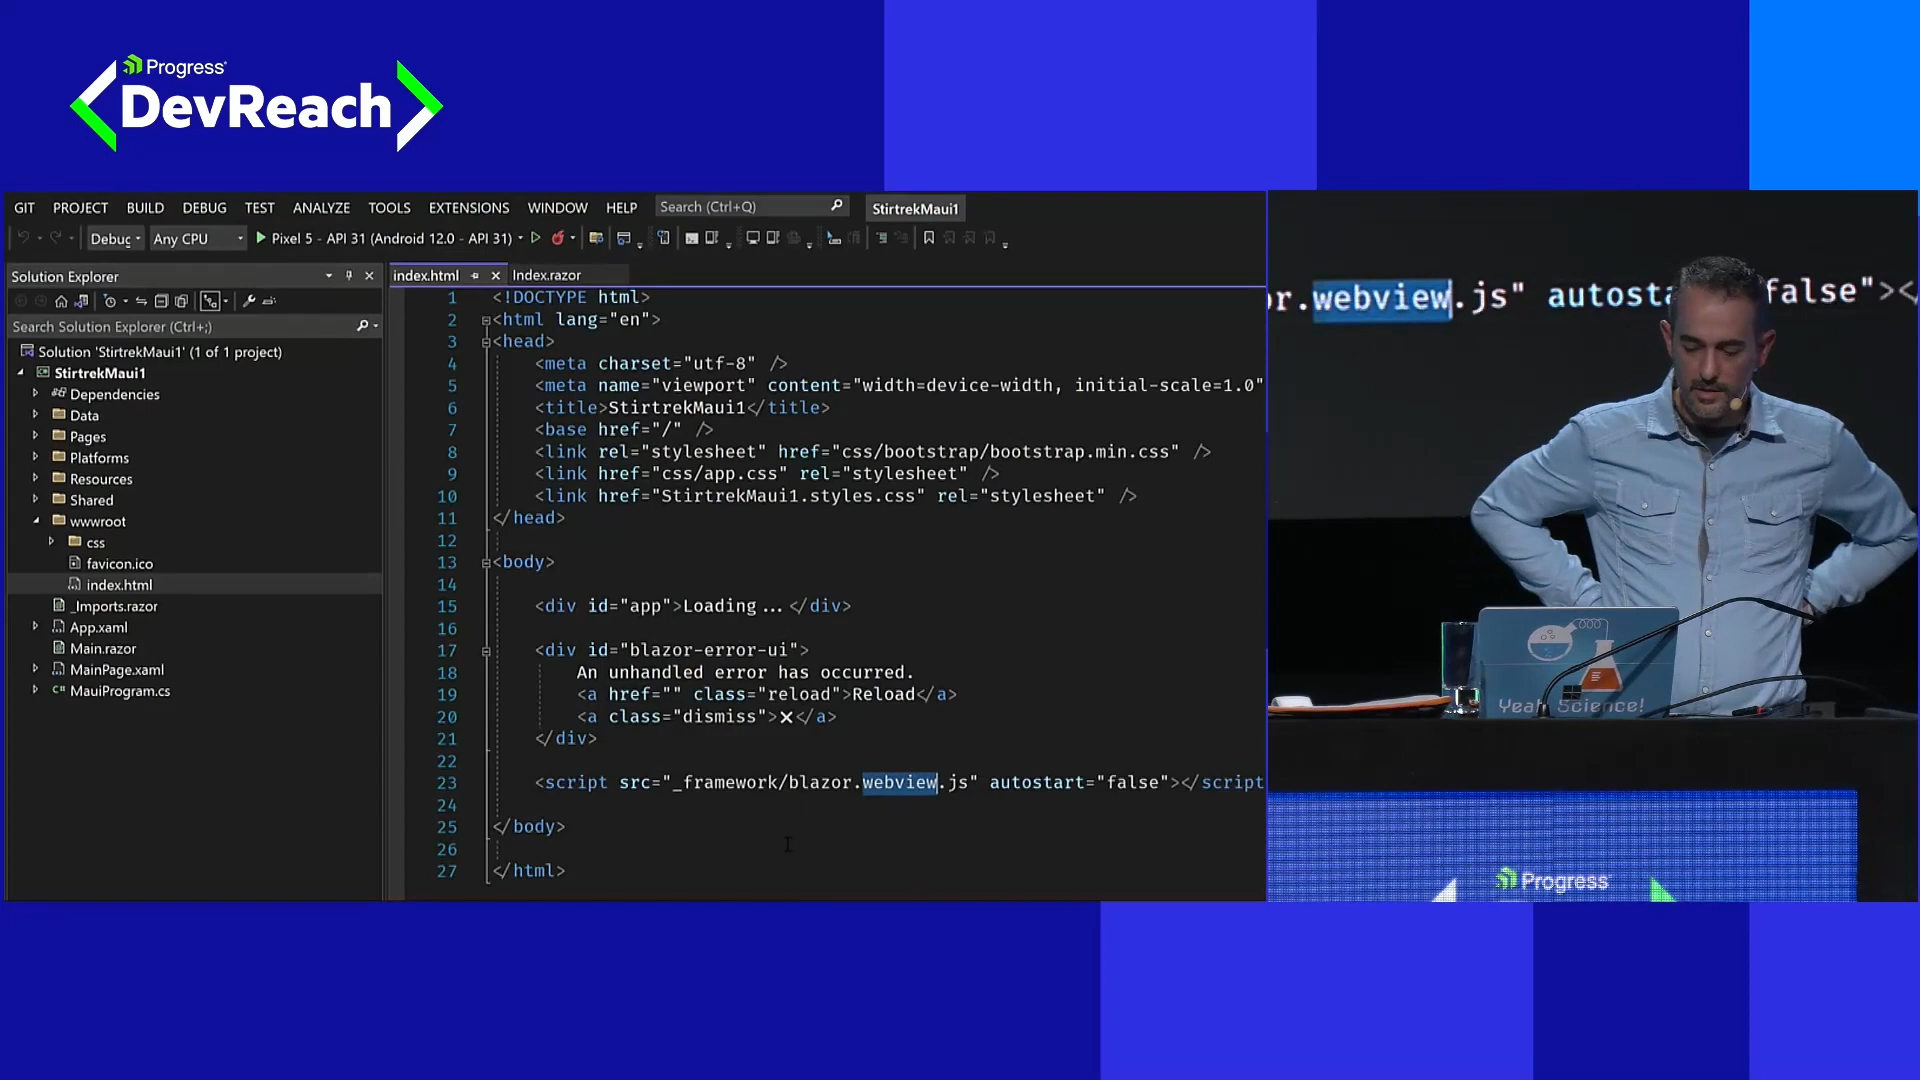 Progress
DevReach
GIT PROJECT BUILD DEBUG TEST ANALYZE TOOLS EXTENSIONS WINDOW HELP Search (Ctrl+Q) StirtrekMaui1
Debug Any CPU Pixel 5 - API 31 (Android 12.0 - API 31)
Solution Explorer
Search Solution Explorer (Ctrl+;)
Solution 'StirtrekMaui1' (1 of 1 project)
StirtrekMaui1
Dependencies
Data
Pages
Platforms
Resources
Shared
wwwroot
css
favicon.ico
index.html
_Imports.razor
App.xaml
Main.razor
MainPage.xaml
C# MauiProgram.cs
index.html Index.razor
1 <!DOCTYPE html>
2 <html lang="en">
3 <head>
4 <meta charset="utf-8" />
5 <meta name="viewport" content="width=device-width, initial-scale=1.0"
6 <title>StirtrekMaui1</title>
7 <base href="/" />
8 <link rel="stylesheet" href="css/bootstrap/bootstrap.min.css" />
9 <link href="css/app.css" rel="stylesheet" />
10 <link href="StirtrekMaui1.styles.css" rel="stylesheet" />
11 </head>
12
13 <body>
14
15 <div id="app">Loading...</div>
16
17 <div id="blazor-error-ui">
18 An unhandled error has occurred.
19 <a href="" class="reload">Reload</a>
20 <a class="dismiss">🗙</a>
21 </div>
22
23 <script src="_framework/blazor.webview.js" autostart="false"></script
24
25 </body>
26
27 </html>
or.webview.js" autosta false"></
Yeah Science!
Progress